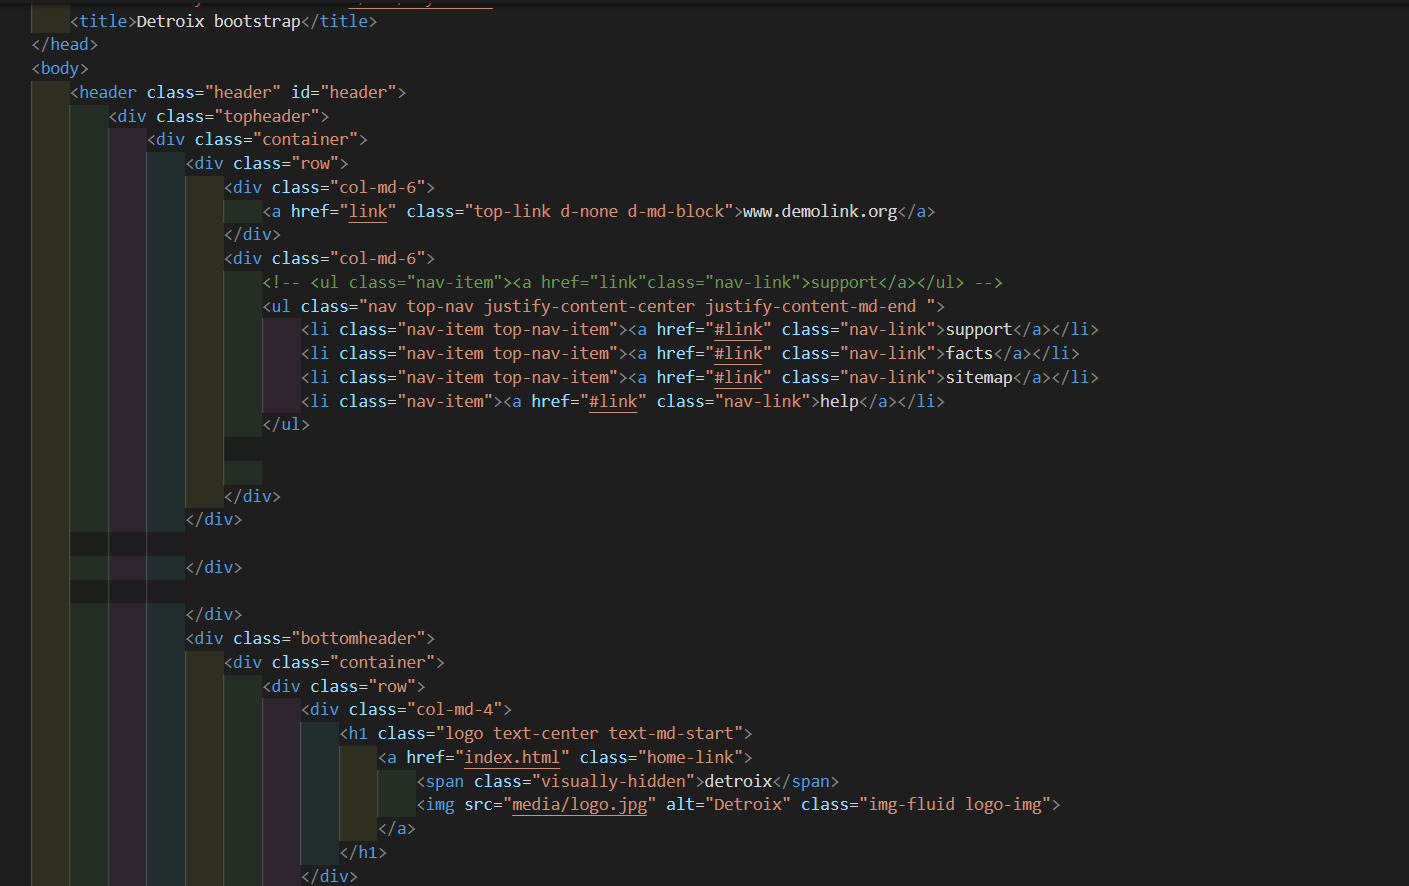 <title>Detroix bootstrap</title>
</head>
<body>
<header class="header" id="header">
<div class="topheader">
<div class="container">
<div class="row">
<div class="col-md-6">
<a href="link" class="top-link d-none d-md-block">www.demolink.org</a>
</div>
<div class="col-md-6">
<!-- <ul class="nav-item"><a href="link"class="nav-link">support</a></ul> -->
<ul class="nav top-nav justify-content-center justify-content-md-end ">
<li class="nav-item top-nav-item"><a href="#link" class="nav-link">support</a></li>
<li class="nav-item top-nav-item"><a href="#link" class="nav-link">facts</a></li>
<li class="nav-item top-nav-item"><a href="#link" class="nav-link">sitemap</a></li>
<li class="nav-item"><a href="#link" class="nav-link">help</a></li>
</ul>
</div>
</div>
</div>
</div>
<div class="bottomheader">
<div class="container">
<div class="row">
<div class="col-md-4">
<h1 class="logo text-center text-md-start">
<a href="index.html" class="home-link">
<span class="visually-hidden">detroix</span>
<img src="media/logo.jpg" alt="Detroix" class="img-fluid logo-img">
</a>
</h1>
</div>